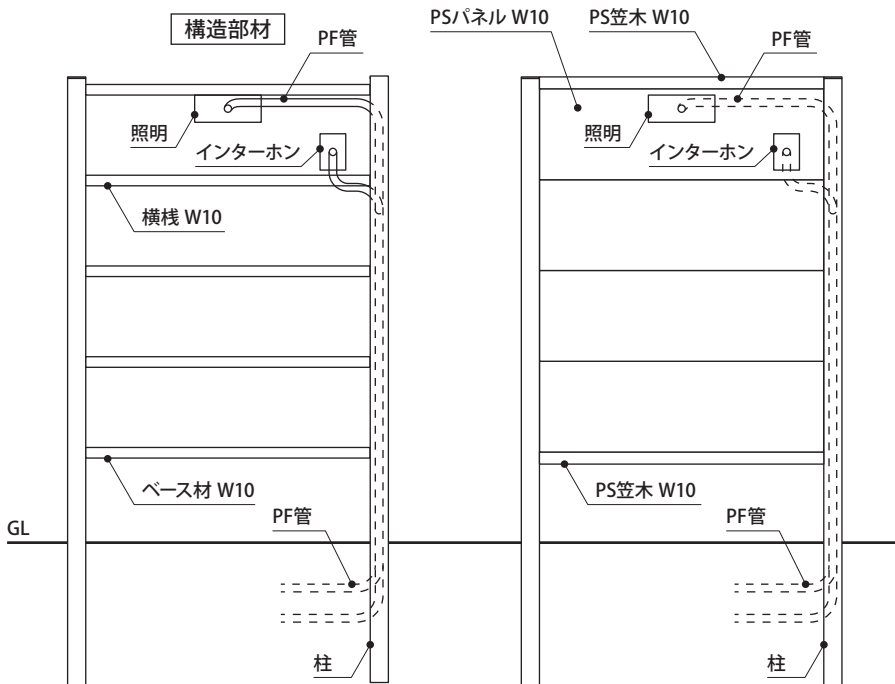 構造部材
PF管
照明
インターホン
横桟 W10
ベース材 W10
GL
PF管
柱
PSパネル W10
PS笠木 W10
PF管
照明
インターホン
PS笠木 W10
PF管
柱